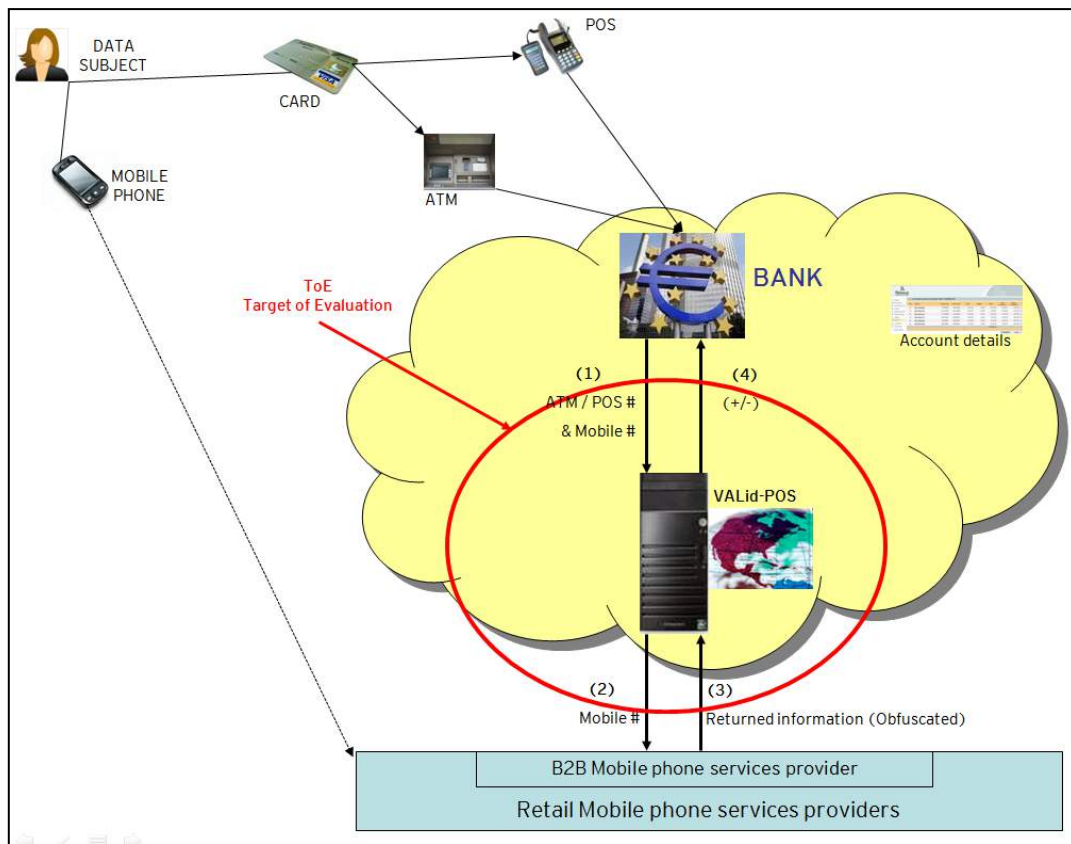 DATA
SUBJECT
CARD
POS
MOBILE
PHONE
ATM
ToE
Target of Evaluation
BANK
Account details
(1)
ATM / POS #
& Mobile #
(4)
(+/-)
VALid-POS
(2)
Mobile #
(3)
Returned information (Obfuscated)
B2B Mobile phone services provider
Retail Mobile phone services providers